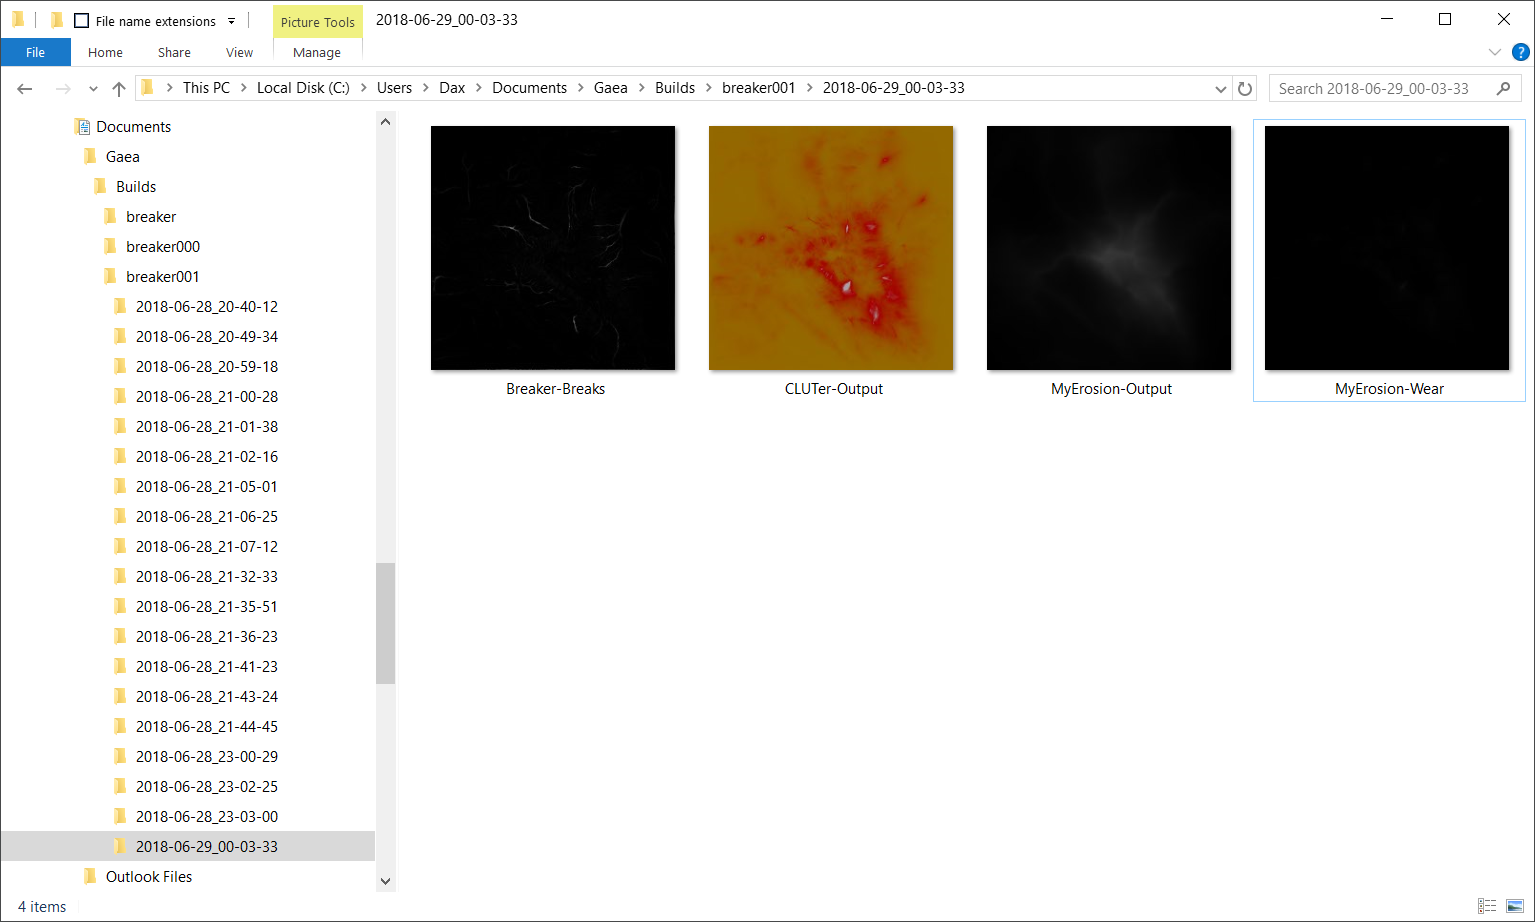 File name extensions
Picture Tools
2018-06-29_00-03-33
File
Home
Share
View
Manage
?
This PC > Local Disk (C:) > Users > Dax > Documents > Gaea > Builds > breaker001 > 2018-06-29_00-03-33
Search 2018-06-29_00-03-33
Documents
Gaea
Builds
breaker
breaker000
breaker001
2018-06-28_20-40-12
2018-06-28_20-49-34
2018-06-28_20-59-18
2018-06-28_21-00-28
2018-06-28_21-01-38
2018-06-28_21-02-16
2018-06-28_21-05-01
2018-06-28_21-06-25
2018-06-28_21-07-12
2018-06-28_21-32-33
2018-06-28_21-35-51
2018-06-28_21-36-23
2018-06-28_21-41-23
2018-06-28_21-43-24
2018-06-28_21-44-45
2018-06-28_23-00-29
2018-06-28_23-02-25
2018-06-28_23-03-00
2018-06-29_00-03-33
Outlook Files
Breaker-Breaks
CLUTer-Output
MyErosion-Output
MyErosion-Wear
4 items